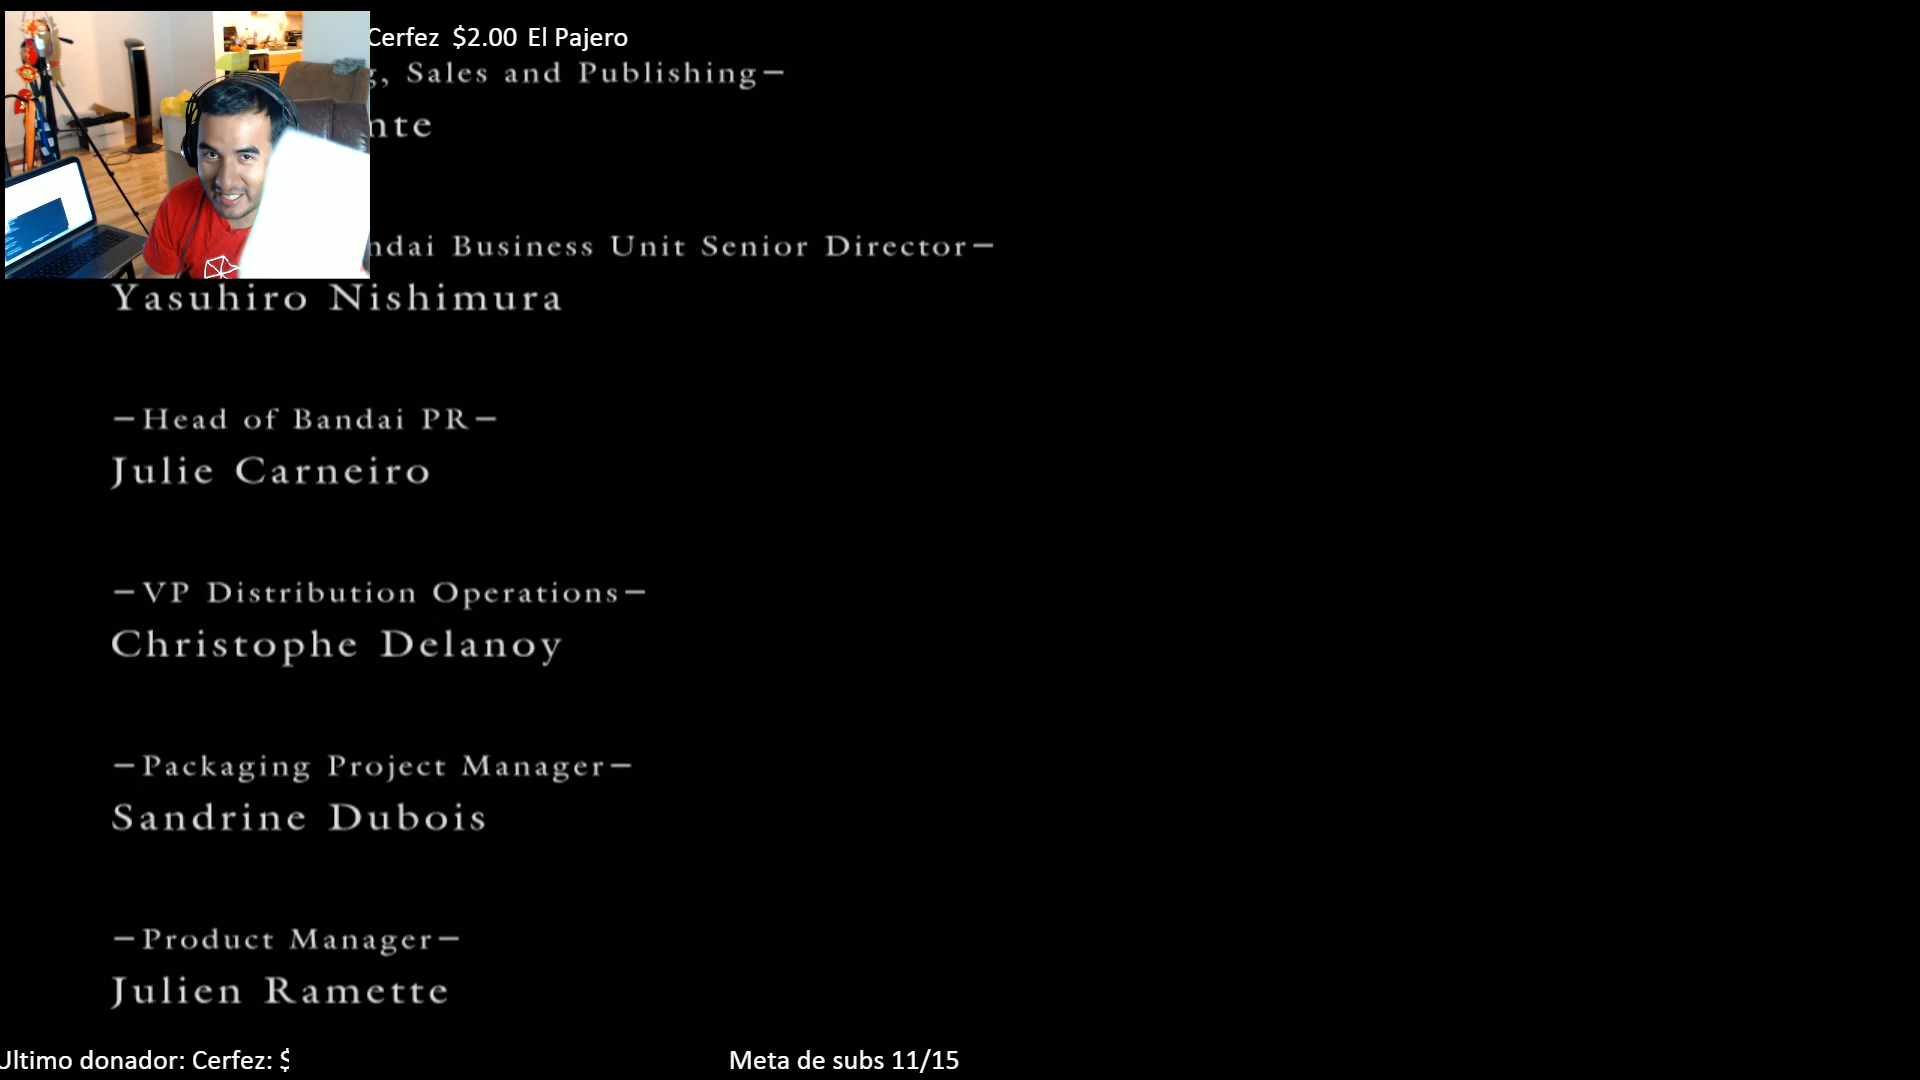 Cerfez $2.00 El Pajero
, Sales and Publishing—
ndai Business Unit Senior Director—
Yasuhiro Nishimura
—Head of Bandai PR—
Julie Carneiro
—VP Distribution Operations—
Christophe Delanoy
—Packaging Project Manager—
Sandrine Dubois
—Product Manager—
Julien Ramette
Ultimo donador: Cerfez: $
Meta de subs 11/15